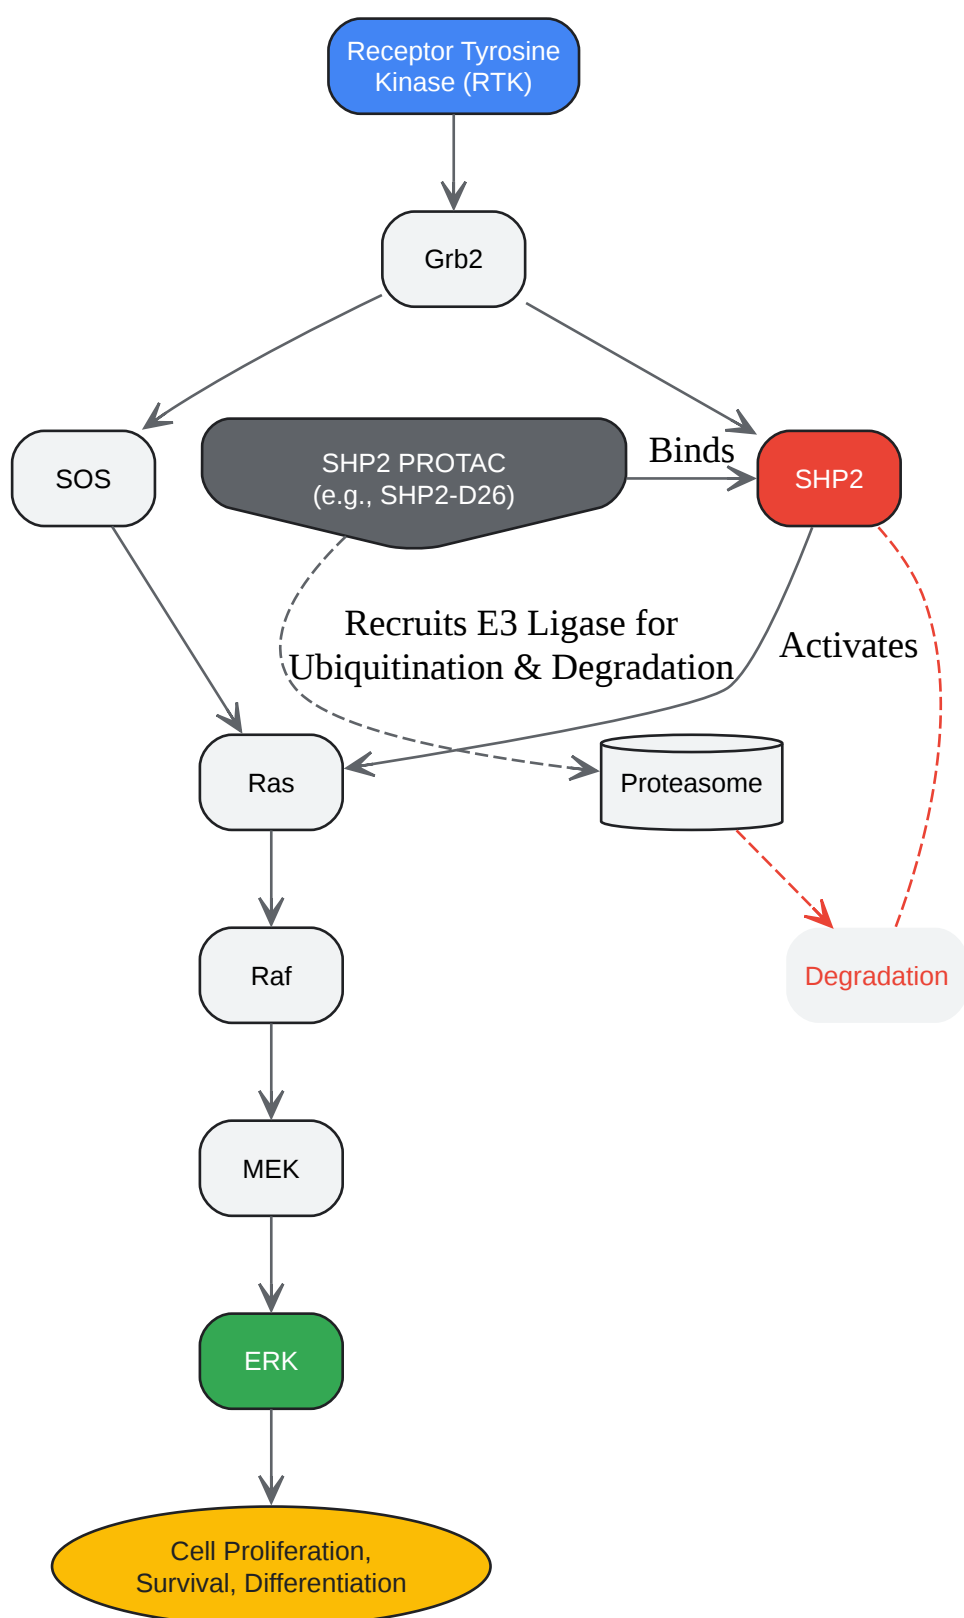 Receptor Tyrosine
Kinase (RTK)
Grb2
SOS
SHP2 PROTAC
(e.g., SHP2-D26)
Binds
SHP2
Recruits E3 Ligase for
Ubiquitination & Degradation
Activates
Ras
Proteasome
Raf
Degradation
MEK
ERK
Cell Proliferation,
Survival, Differentiation